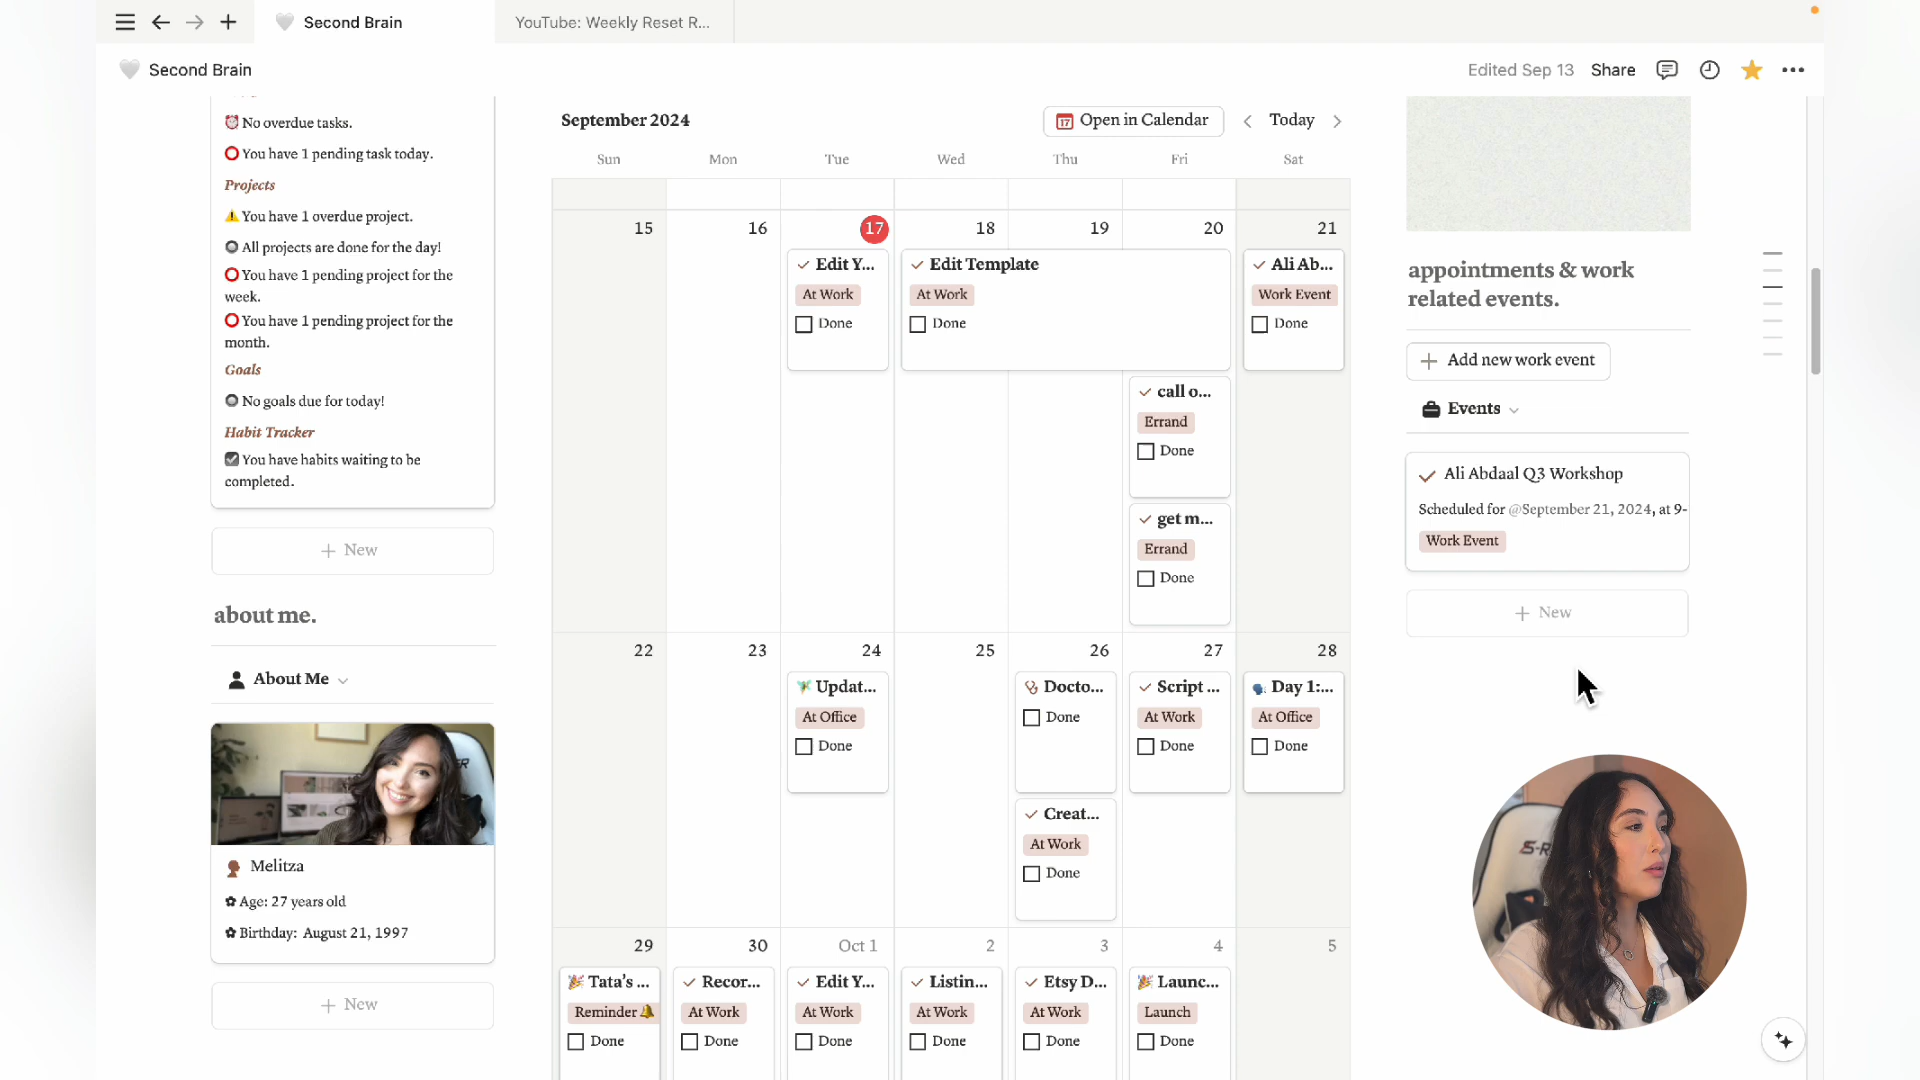 Second Brain
YouTube: Weekly Reset R...
Second Brain
Edited Sep 13
Share
No overdue tasks.
You have 1 pending task today.
Projects
You have 1 overdue project.
All projects are done for the day!
You have 1 pending project for the
week.
You have 1 pending project for the
month.
Goals
No goals due for today!
Habit Tracker
You have habits waiting to be
completed.
+ New
about me.
About Me
Melitza
Age: 27 years old
Birthday: August 21, 1997
+ New
September 2024
17 Open in Calendar
Today
Sun Mon Tue Wed Thu Fri Sat
15 16 17 18 19 20 21
Edit Y...
At Work
Done
Edit Template
At Work
Done
Ali Ab...
Work Event
Done
call o...
Errand
Done
get m...
Errand
Done
22 23 24 25 26 27 28
Updat...
At Office
Done
Docto...
Done
Script ...
At Work
Done
Day 1:...
At Office
Done
Creat...
At Work
Done
29 30 Oct 1 2 3 4 5
Tata's ...
Reminder
Done
Recor...
At Work
Done
Edit Y...
At Work
Done
Listin...
At Work
Done
Etsy D...
At Work
Done
Launc...
Launch
Done
appointments & work
related events.
+ Add new work event
Events
Ali Abdaal Q3 Workshop
Scheduled for @September 21, 2024, at 9-
Work Event
+ New